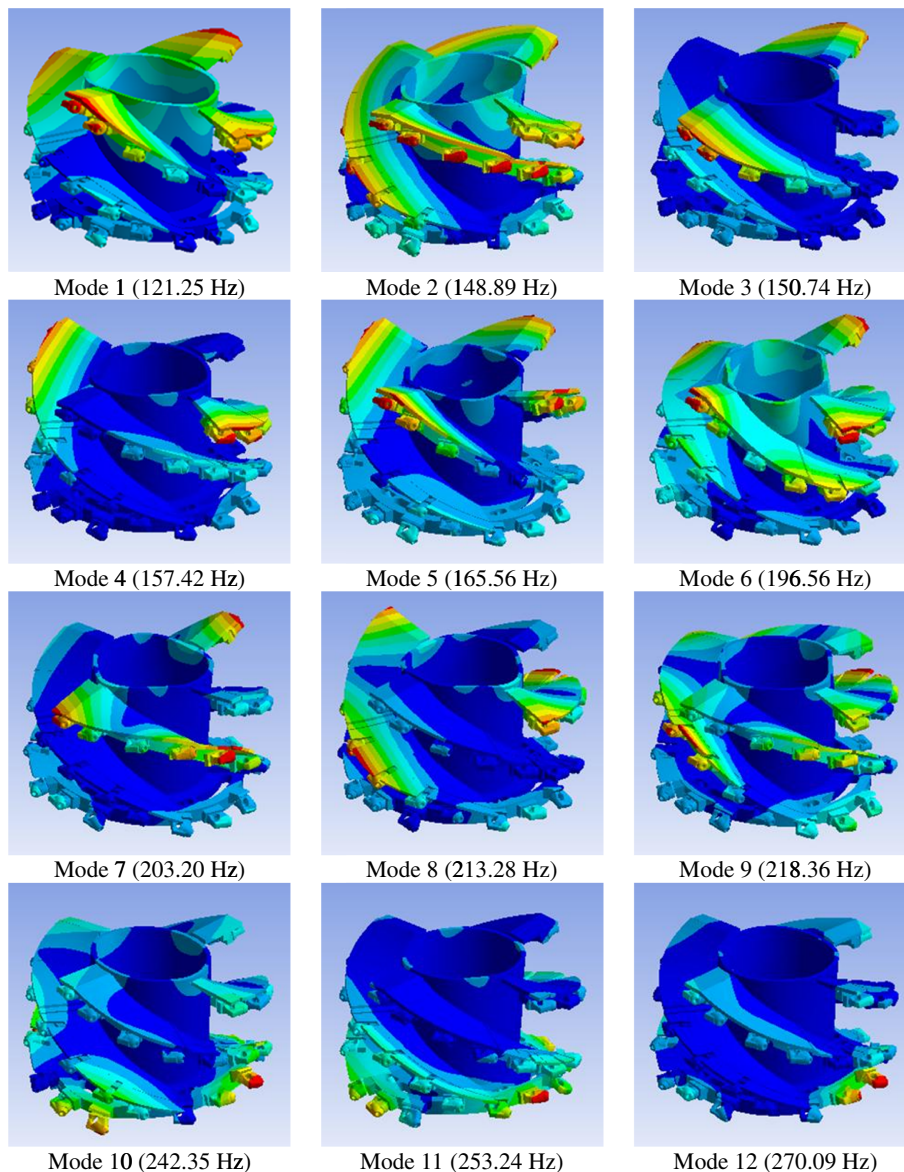 Mode 1 (121.25 Hz)
Mode 2 (148.89 Hz)
Mode 3 (150.74 Hz)
Mode 4 (157.42 Hz)
Mode 5 (165.56 Hz)
Mode 6 (196.56 Hz)
Mode 7 (203.20 Hz)
Mode 8 (213.28 Hz)
Mode 9 (218.36 Hz)
Mode 10 (242.35 Hz)
Mode 11 (253.24 Hz)
Mode 12 (270.09 Hz)